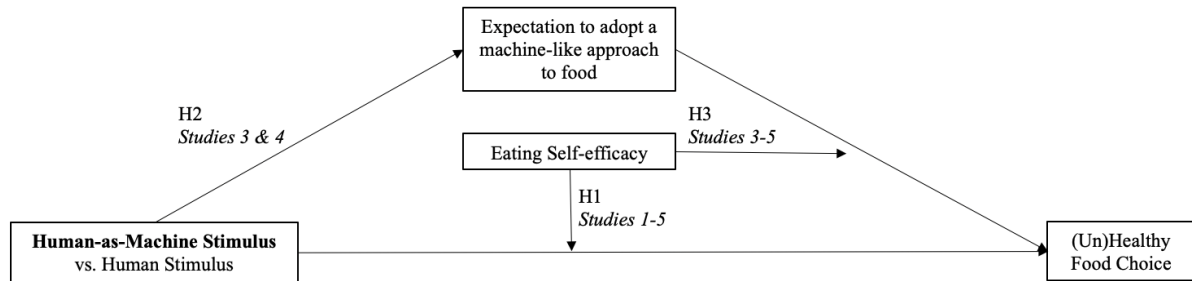 Expectation to adopt a
machine-like approach
to food
H2
Studies 3 & 4
H3
Studies 3-5
Eating Self-efficacy
H1
Studies 1-5
Human-as-Machine Stimulus
vs. Human Stimulus
(Un)Healthy
Food Choice